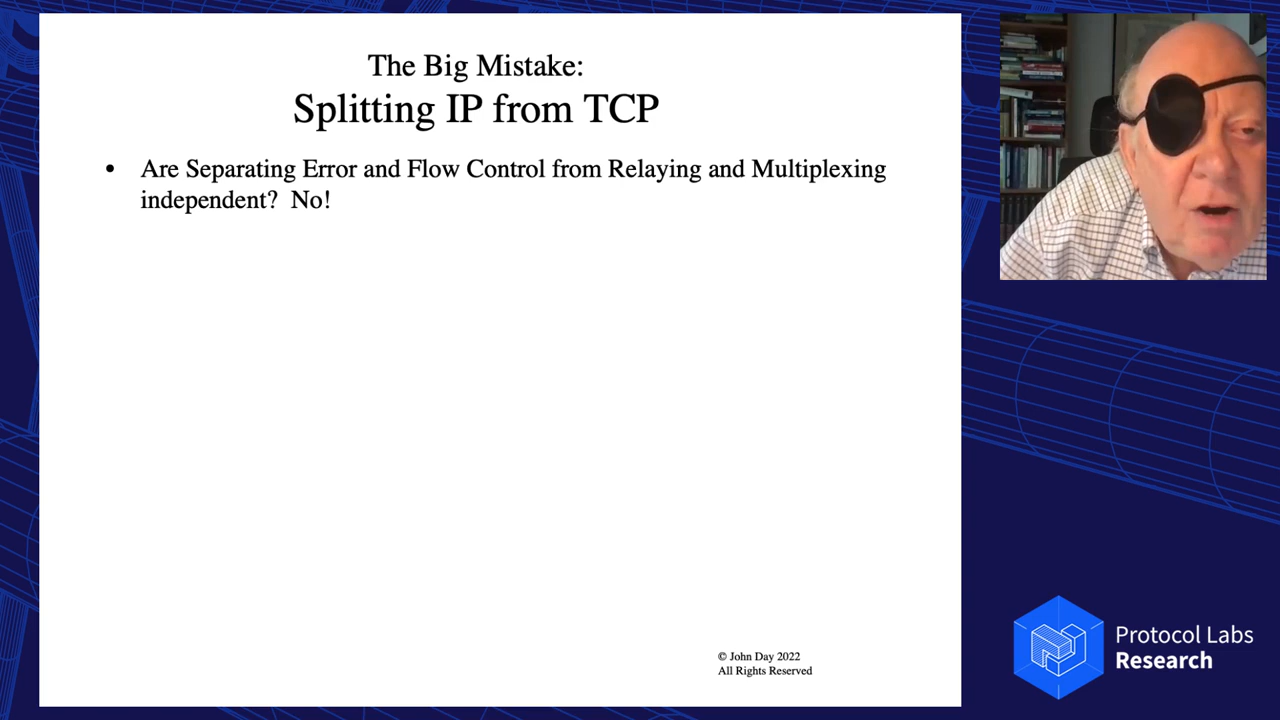 The Big Mistake:
Splitting IP from TCP
• Are Separating Error and Flow Control from Relaying and Multiplexing
independent? No!
© John Day 2022
All Rights Reserved
Protocol Labs
Research